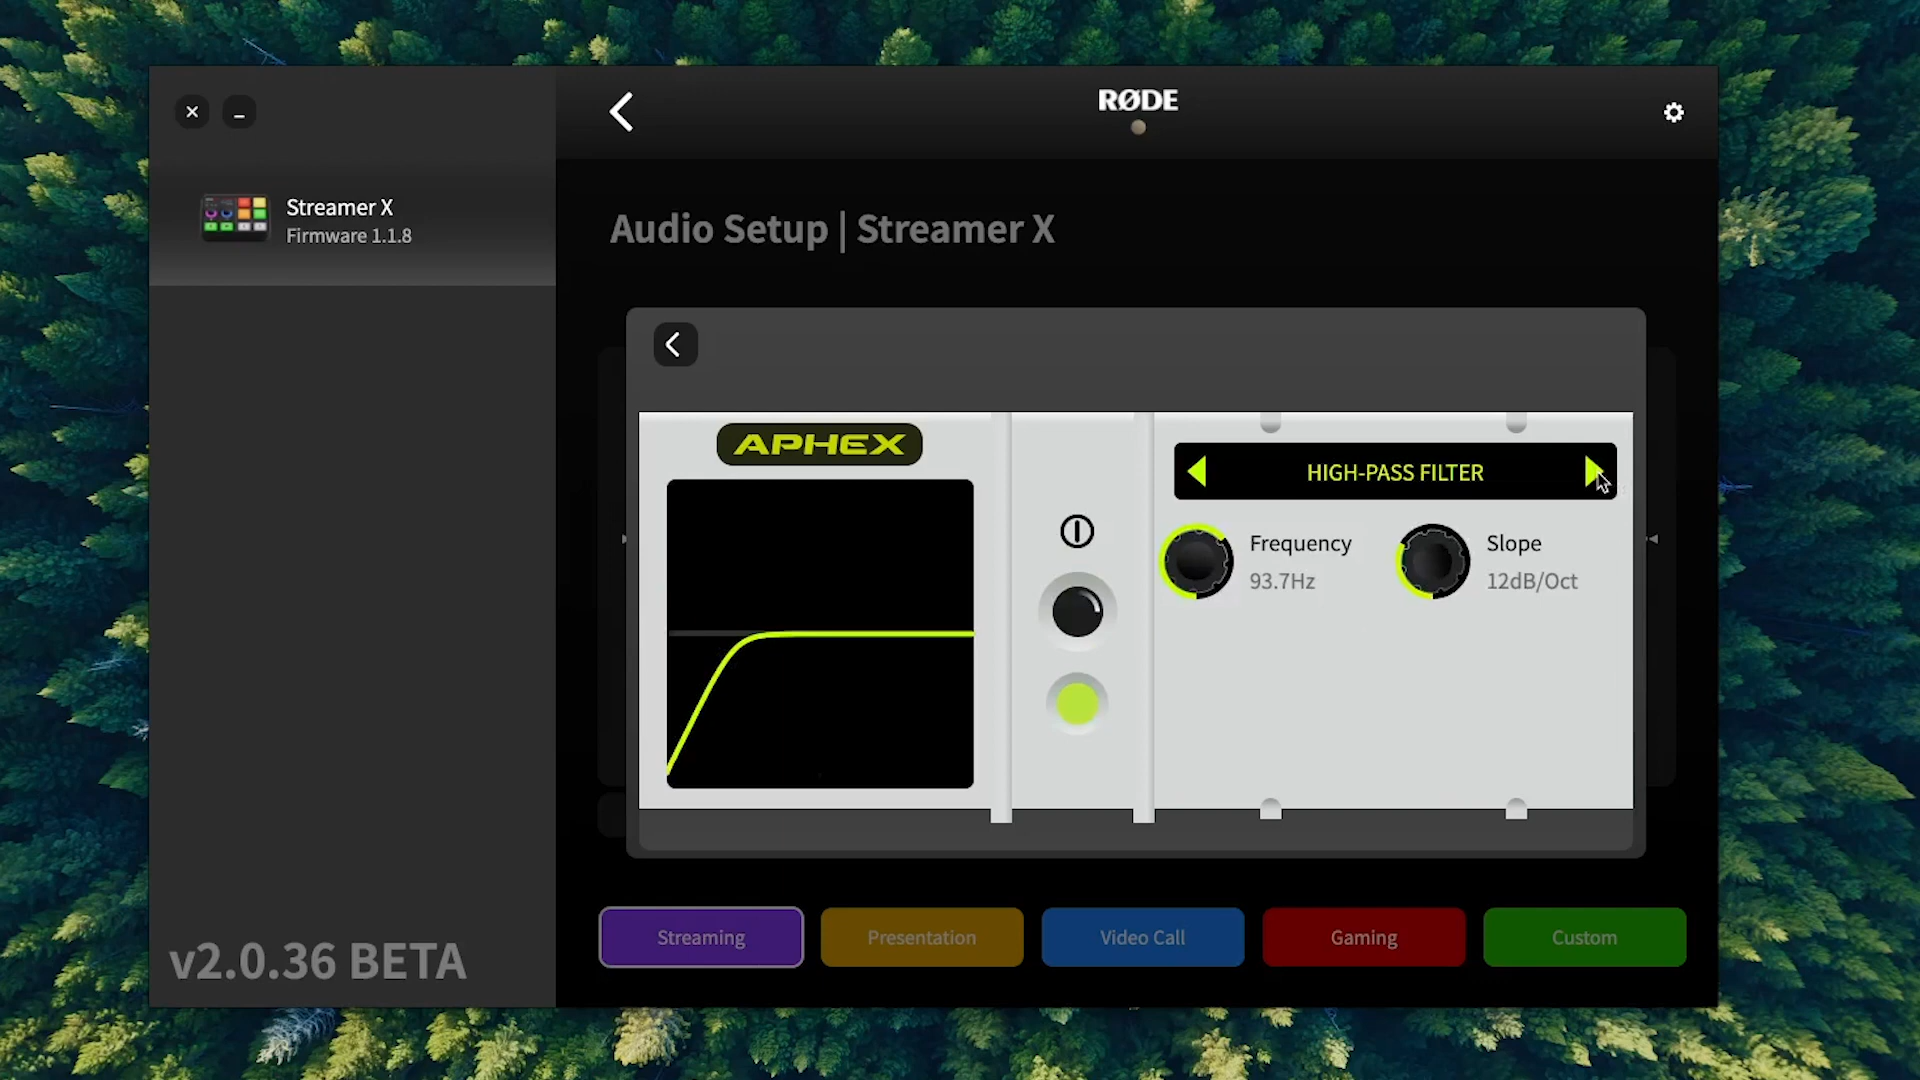 RØDE
Streamer X
Firmware 1.1.8
Audio Setup | Streamer X
APHEX
HIGH-PASS FILTER
Frequency
93.7Hz
Slope
12dB/Oct
Streaming
Presentation
Video Call
Gaming
Custom
v2.0.36 BETA